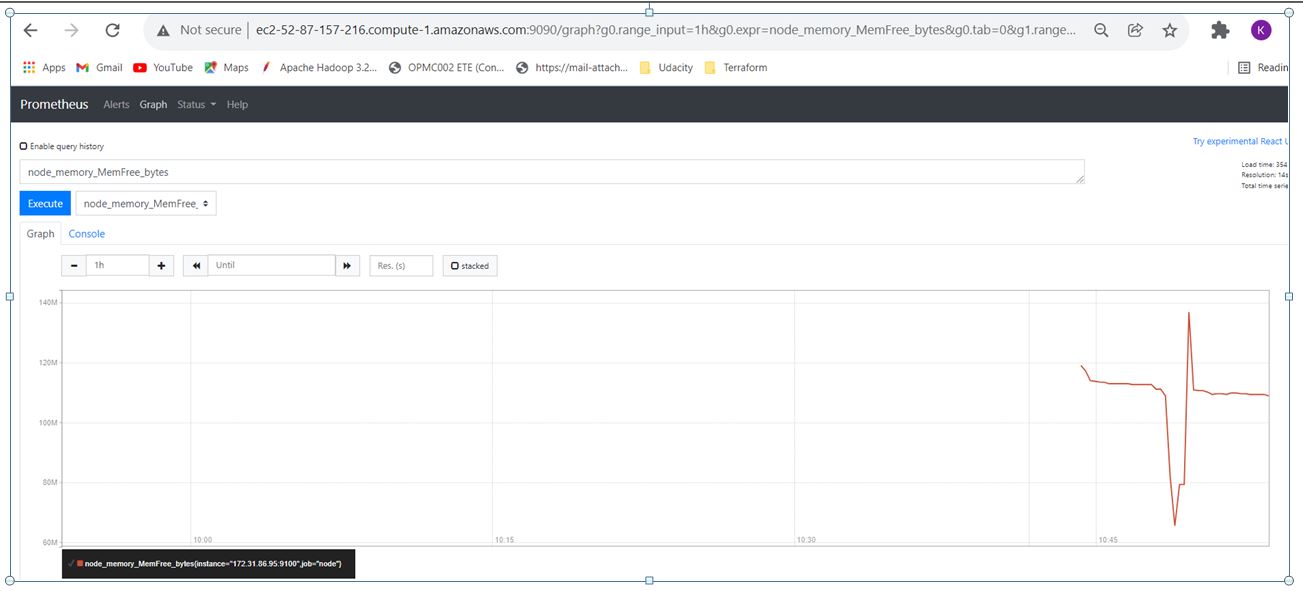 Not secure | ec2-52-87-157-216.compute-1.amazonaws.com:9090/graph?g0.range_input=1h&g0.expr=node_memory_MemFree_bytes&g0.tab=0&g1.range...
K
Apps Gmail YouTube Maps Apache Hadoop 3.2... OPMC002 ETE (Con... https://mail-attach... Udacity Terraform Readin
Prometheus Alerts Graph Status Help
Enable query history
Try experimental React U
node_memory_MemFree_bytes
Load time: 354
Resolution: 14s
Total time serie
Execute node_memory_MemFree_
Graph Console
1h Until Res. (s) stacked
140M
120M
100M
80M
60M
10:00 10:15 10:30 10:45
node_memory_MemFree_bytes{instance="172.31.86.95:9100",job="node"}